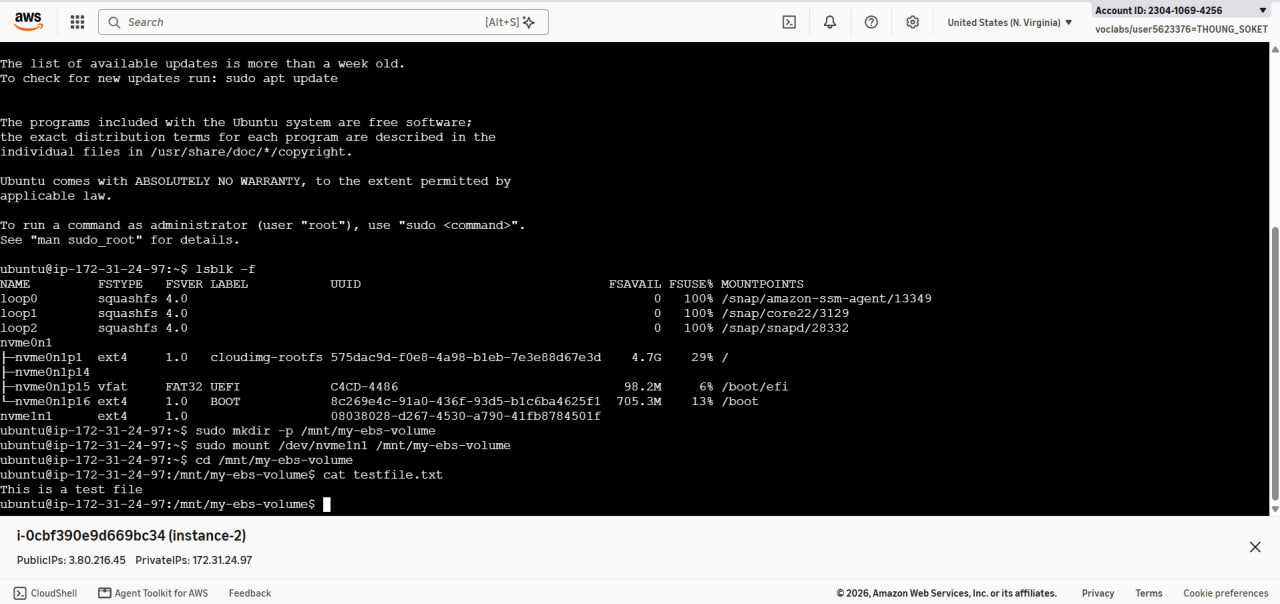 aws
Search
[Alt+S]
United States (N. Virginia)
Account ID: 2304-1069-4256
voclabs/user5623376=THOUNG_SOKET
The list of available updates is more than a week old.
To check for new updates run: sudo apt update
The programs included with the Ubuntu system are free software;
the exact distribution terms for each program are described in the
individual files in /usr/share/doc/*/copyright.
Ubuntu comes with ABSOLUTELY NO WARRANTY, to the extent permitted by
applicable law.
To run a command as administrator (user "root"), use "sudo <command>".
See "man sudo_root" for details.
ubuntu@ip-172-31-24-97:~$ lsblk -f
NAME FSTYPE FSVER LABEL UUID FSAVAIL FSUSE% MOUNTPOINTS
loop0 squashfs 4.0 0 100% /snap/amazon-ssm-agent/13349
loop1 squashfs 4.0 0 100% /snap/core22/3129
loop2 squashfs 4.0 0 100% /snap/snapd/28332
nvme0n1
├─nvme0n1p1 ext4 1.0 cloudimg-rootfs 575dac9d-f0e8-4a98-b1eb-7e3e88d67e3d 4.7G 29% /
├─nvme0n1p14
├─nvme0n1p15 vfat FAT32 UEFI C4CD-4486 98.2M 6% /boot/efi
└─nvme0n1p16 ext4 1.0 BOOT 8c269e4c-91a0-436f-93d5-b1c6ba4625f1 705.3M 13% /boot
nvme1n1 ext4 1.0 08038028-d267-4530-a790-41fb8784501f
ubuntu@ip-172-31-24-97:~$ sudo mkdir -p /mnt/my-ebs-volume
ubuntu@ip-172-31-24-97:~$ sudo mount /dev/nvme1n1 /mnt/my-ebs-volume
ubuntu@ip-172-31-24-97:~$ cd /mnt/my-ebs-volume
ubuntu@ip-172-31-24-97:/mnt/my-ebs-volume$ cat testfile.txt
This is a test file
ubuntu@ip-172-31-24-97:/mnt/my-ebs-volume$
i-0cbf390e9d669bc34 (instance-2)
PublicIPs: 3.80.216.45 PrivateIPs: 172.31.24.97
CloudShell Agent Toolkit for AWS Feedback © 2026, Amazon Web Services, Inc. or its affiliates. Privacy Terms Cookie preferences